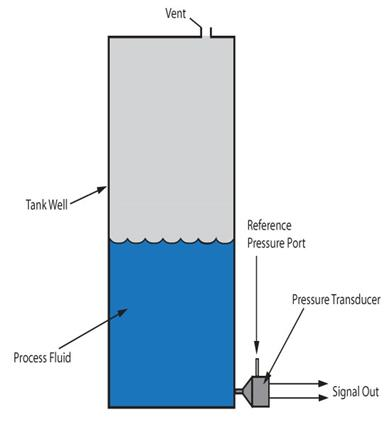 Vent
Tank Well
Reference
Pressure Port
Pressure Transducer
Process Fluid
Signal Out